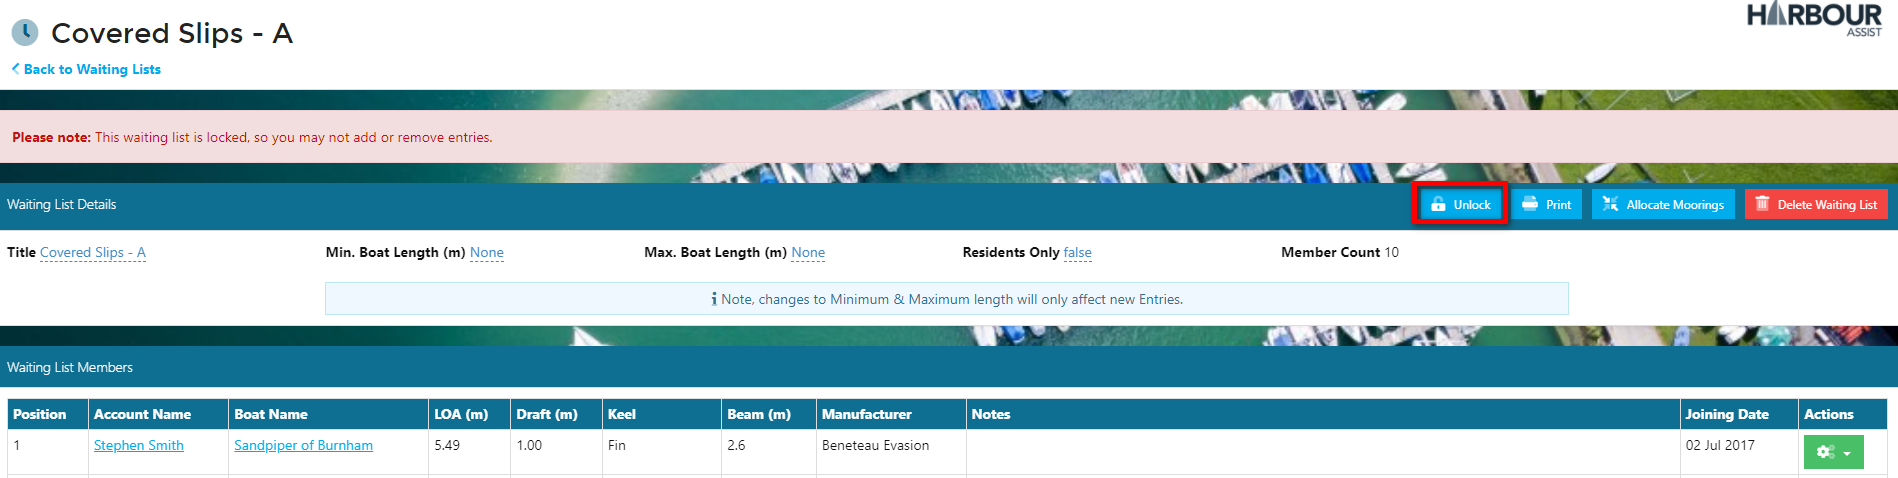 Covered Slips - A
HARBOUR
ASSIST
Back to Waiting Lists
Please note: This waiting list is locked, so you may not add or remove entries.
Waiting List Details
Unlock
Print
Allocate Moorings
Delete Waiting List
Title Covered Slips - A
Min. Boat Length (m) None
Max. Boat Length (m) None
Residents Only false
Member Count 10
Note, changes to Minimum & Maximum length will only affect new Entries.
Waiting List Members
Position Account Name Boat Name LOA (m) Draft (m) Keel Beam (m) Manufacturer Notes Joining Date Actions
1 Stephen Smith Sandpiper of Burnham 5.49 1.00 Fin 2.6 Beneteau Evasion 02 Jul 2017